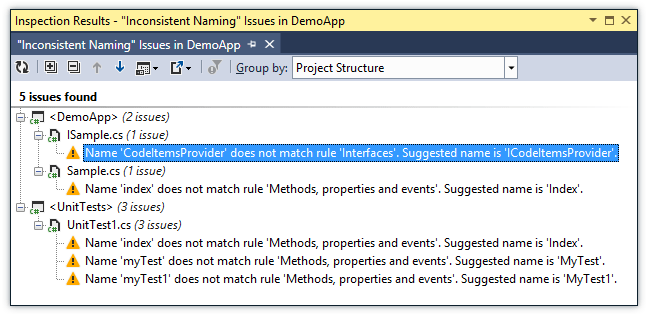 Inspection Results - "Inconsistent Naming" Issues in DemoApp
"Inconsistent Naming" Issues in DemoApp
Group by: Project Structure
5 issues found
<DemoApp> (2 issues)
ISample.cs (1 issue)
Name 'CodeItemsProvider' does not match rule 'Interfaces'. Suggested name is 'ICodeItemsProvider'.
Sample.cs (1 issue)
Name 'index' does not match rule 'Methods, properties and events'. Suggested name is 'Index'.
<UnitTests> (3 issues)
UnitTest1.cs (3 issues)
Name 'index' does not match rule 'Methods, properties and events'. Suggested name is 'Index'.
Name 'myTest' does not match rule 'Methods, properties and events'. Suggested name is 'MyTest'.
Name 'myTest1' does not match rule 'Methods, properties and events'. Suggested name is 'MyTest1'.